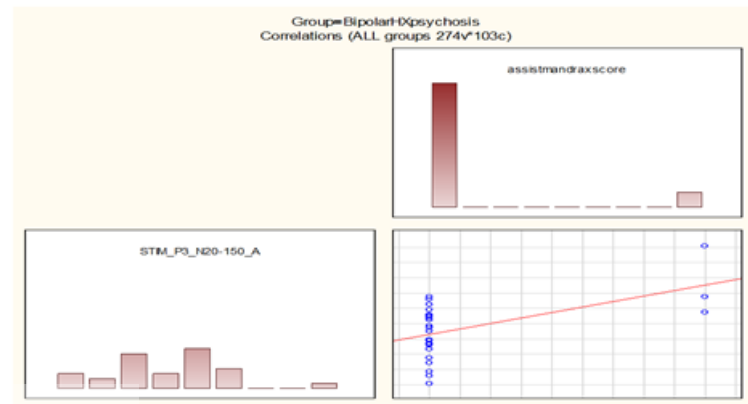 Group=BipolarHXpsychosis
Correlations (ALL groups 274v*103c)
assistmandraxscore
STIM_P3_N20-150_A